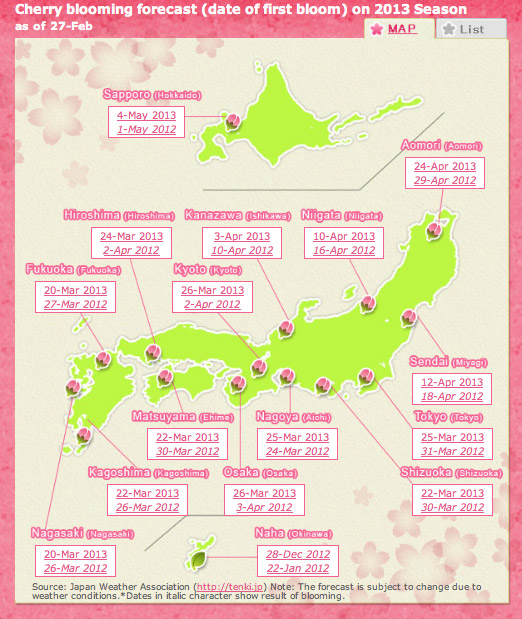 Cherry blooming forecast (date of first bloom) on 2013 Season
as of 27-Feb
MAP
List
Sapporo (Hokkaido)
4-May 2013
1-May 2012
Aomori (Aomori)
24-Apr 2013
29-Apr 2012
Hiroshima (Hiroshima)
24-Mar 2013
2-Apr 2012
Kanazawa (Ishikawa)
3-Apr 2013
10-Apr 2012
Niigata (Niigata)
10-Apr 2013
16-Apr 2012
Fukuoka (Fukuoka)
20-Mar 2013
27-Mar 2012
Kyoto (Kyoto)
26-Mar 2013
2-Apr 2012
Sendai (Miyagi)
12-Apr 2013
18-Apr 2012
Matsuyama (Ehima)
22-Mar 2013
30-Mar 2012
Nagoya (Aichi)
25-Mar 2013
24-Mar 2012
Tokyo (Tokyo)
25-Mar 2013
31-Mar 2012
Kagoshima (Kagoshima)
22-Mar 2013
26-Mar 2012
Osaka (Osaka)
26-Mar 2013
3-Apr 2012
Shizuoka (Shizuoka)
22-Mar 2013
30-Mar 2012
Nagasaki (Nagasaki)
20-Mar 2013
26-Mar 2012
Naha (Okinawa)
28-Dec 2012
22-Jan 2012
Source: Japan Weather Association (http://tenki.jp) Note: The forecast is subject to change due to
weather conditions.*Dates in italic character show result of blooming.